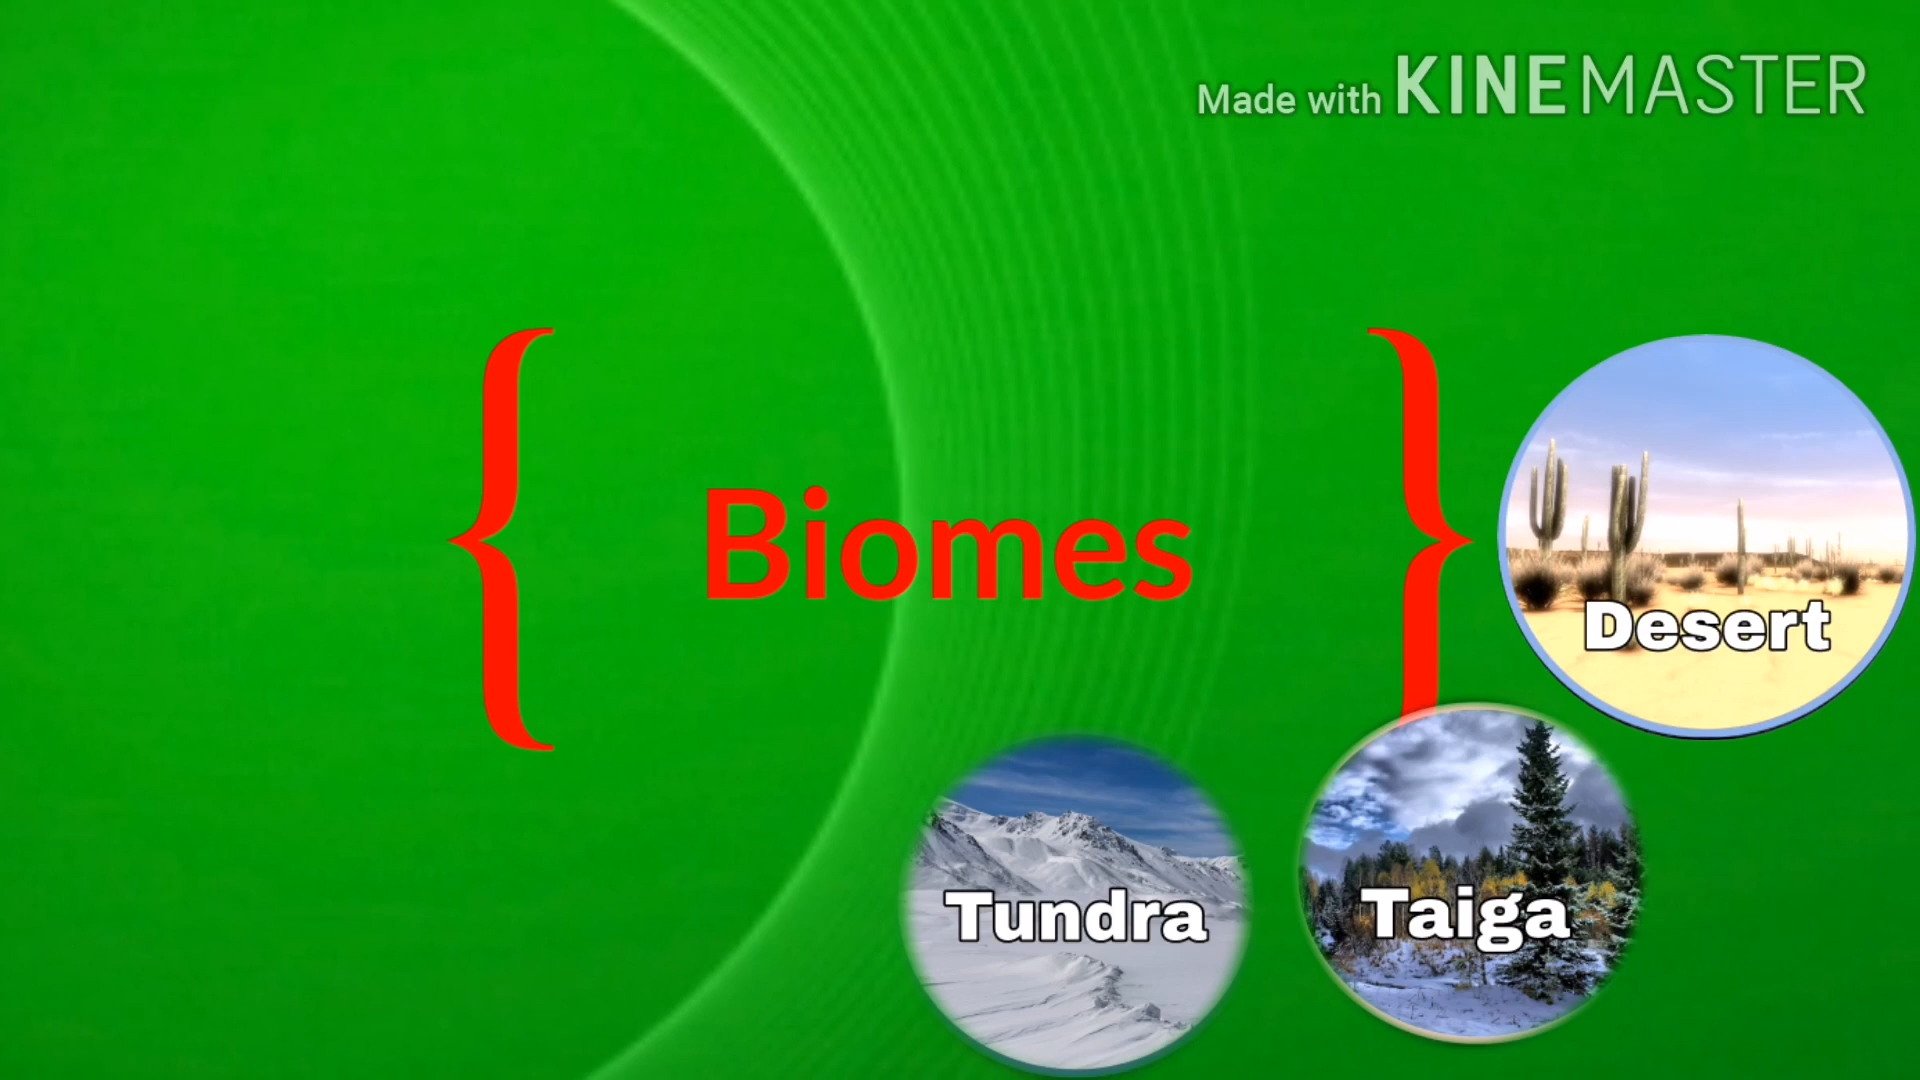 Made with KINEMASTER
{ Biomes }
Desert
Tundra
Taiga